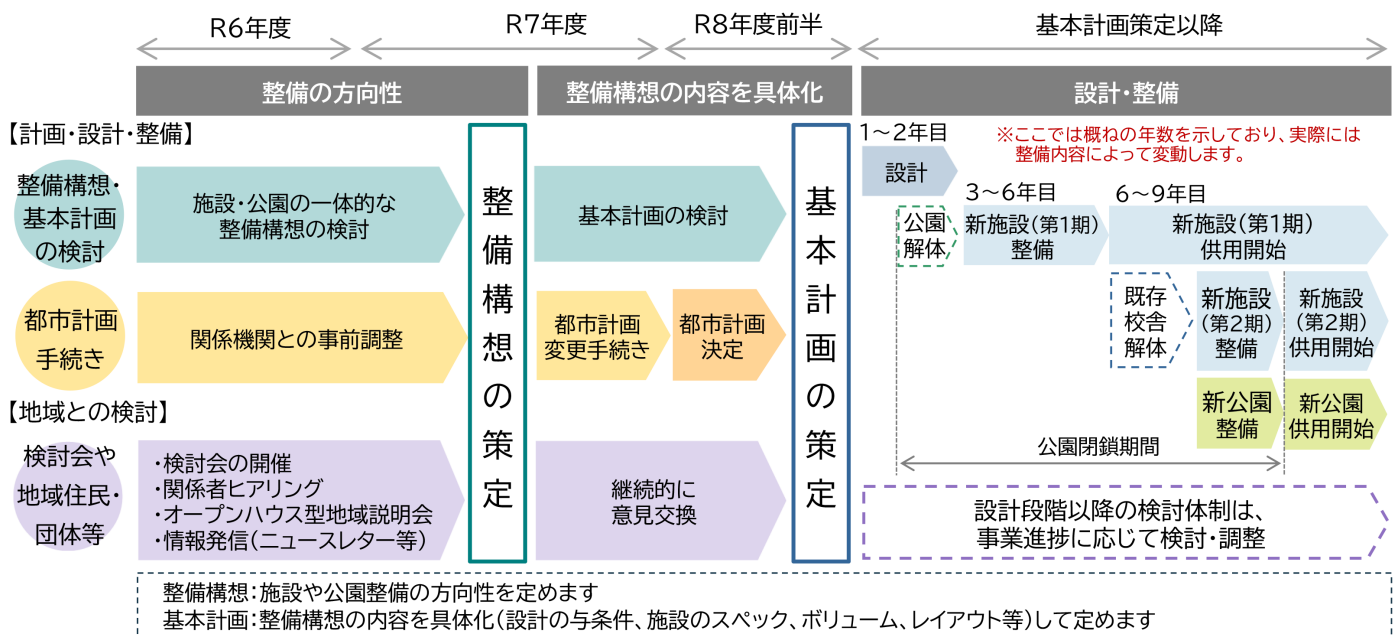 R6年度
R7年度
R8年度前半
基本計画策定以降
整備の方向性
整備構想の内容を具体化
設計・整備
【計画・設計・整備】
整備構想・
基本計画
の検討
施設・公園の一体的な
整備構想の検討
整備構想の策定
基本計画の検討
基本計画の策定
1～2年目
※ここでは概ねの年数を示しており、実際には
整備内容によって変動します。
設計
3～6年目
6～9年目
公園
解体
新施設(第1期)
整備
新施設(第1期)
供用開始
都市計画
手続き
関係機関との事前調整
都市計画
変更手続き
都市計画
決定
既存
校舎
解体
新施設
(第2期)
整備
新施設
(第2期)
供用開始
新公園
整備
新公園
供用開始
公園閉鎖期間
【地域との検討】
検討会や
地域住民・
団体等
・検討会の開催
・関係者ヒアリング
・オープンハウス型地域説明会
・情報発信(ニュースレター等)
継続的に
意見交換
設計段階以降の検討体制は、
事業進捗に応じて検討・調整
整備構想:施設や公園整備の方向性を定めます
基本計画:整備構想の内容を具体化(設計の与条件、施設のスペック、ボリューム、レイアウト等)して定めます